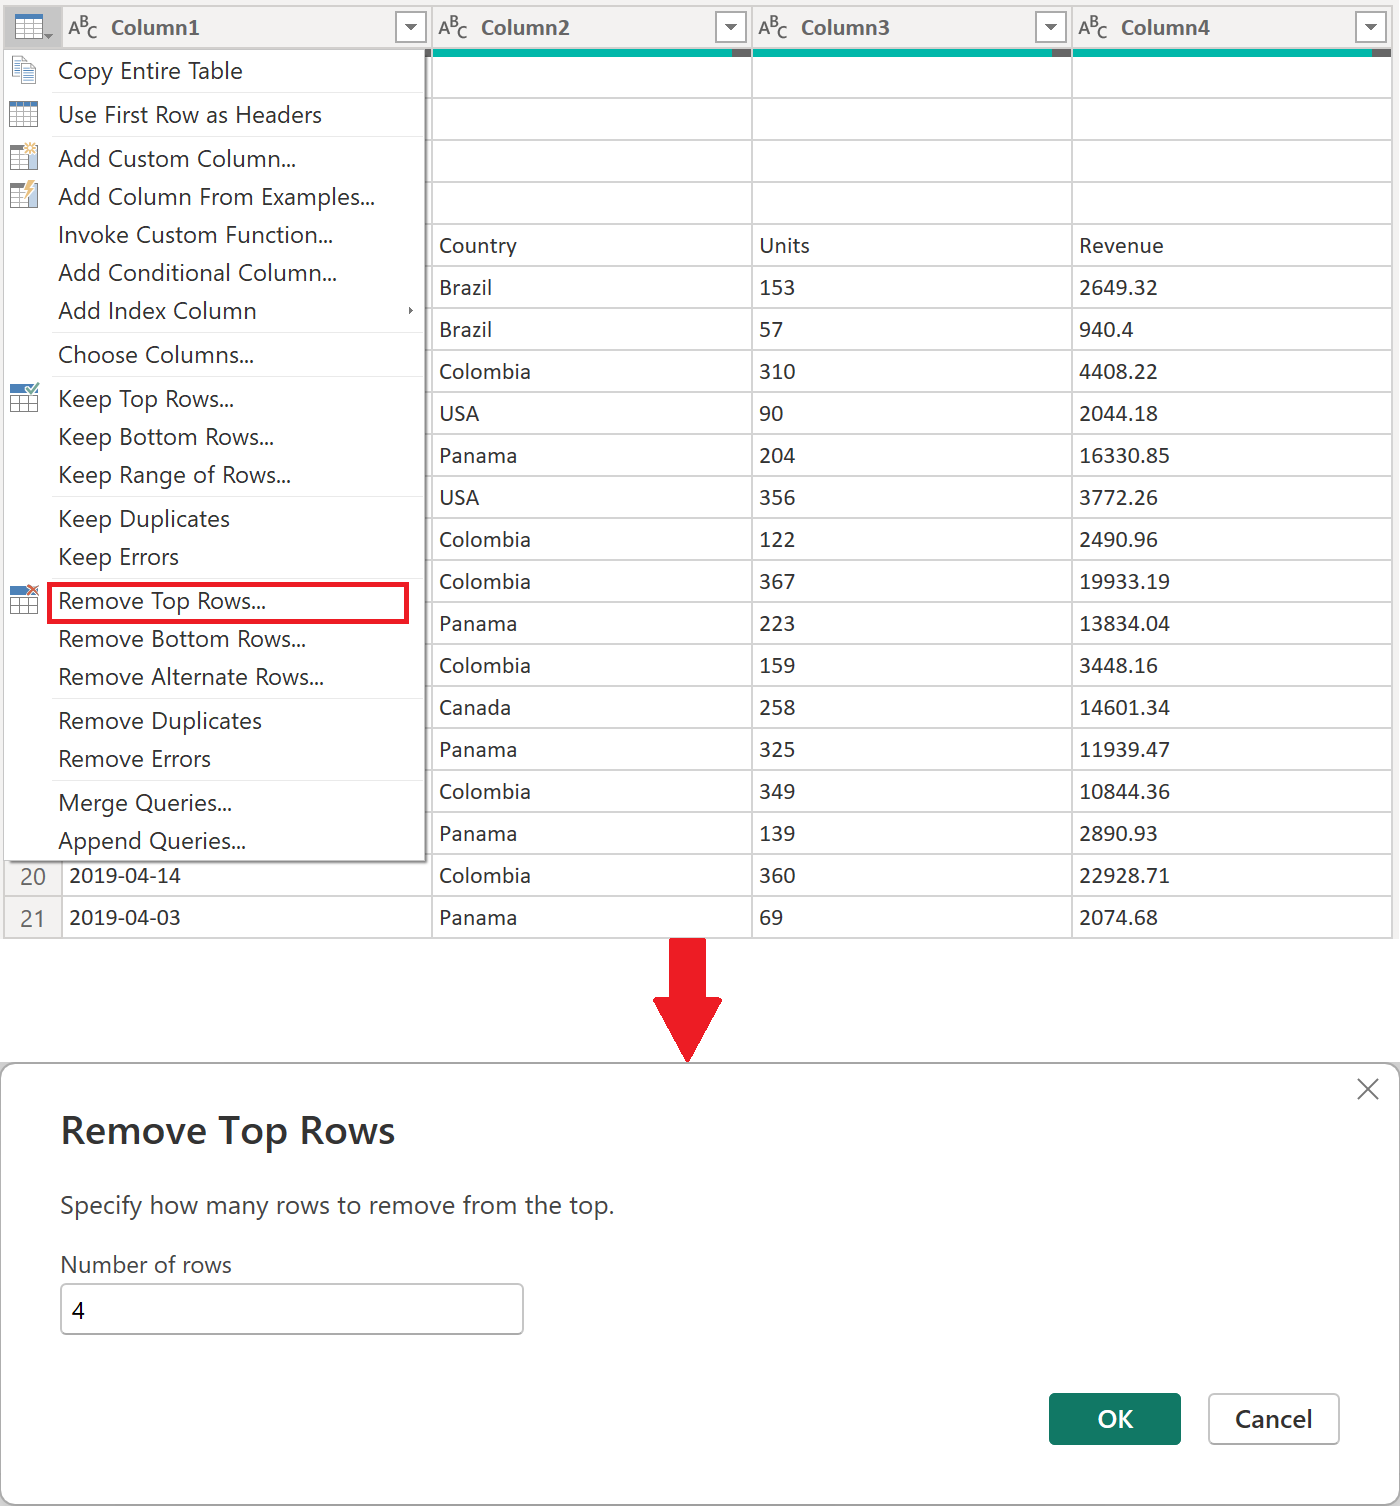 ABC Column1 ABC Column2 ABC Column3 ABC Column4
Copy Entire Table
Use First Row as Headers
Add Custom Column...
Add Column From Examples...
Invoke Custom Function...
Add Conditional Column...
Add Index Column
Choose Columns...
Keep Top Rows...
Keep Bottom Rows...
Keep Range of Rows...
Keep Duplicates
Keep Errors
Remove Top Rows...
Remove Bottom Rows...
Remove Alternate Rows...
Remove Duplicates
Remove Errors
Merge Queries...
Append Queries...
Country Units Revenue
Brazil 153 2649.32
Brazil 57 940.4
Colombia 310 4408.22
USA 90 2044.18
Panama 204 16330.85
USA 356 3772.26
Colombia 122 2490.96
Colombia 367 19933.19
Panama 223 13834.04
Colombia 159 3448.16
Canada 258 14601.34
Panama 325 11939.47
Colombia 349 10844.36
Panama 139 2890.93
20 2019-04-14 Colombia 360 22928.71
21 2019-04-03 Panama 69 2074.68
Remove Top Rows
Specify how many rows to remove from the top.
Number of rows
4
OK Cancel